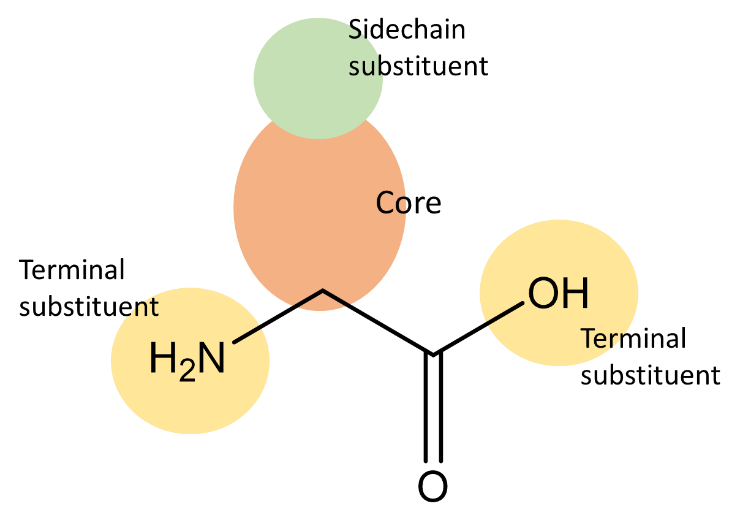 Sidechain
substituent
Core
Terminal
substituent
H₂N
OH
Terminal
substituent
O